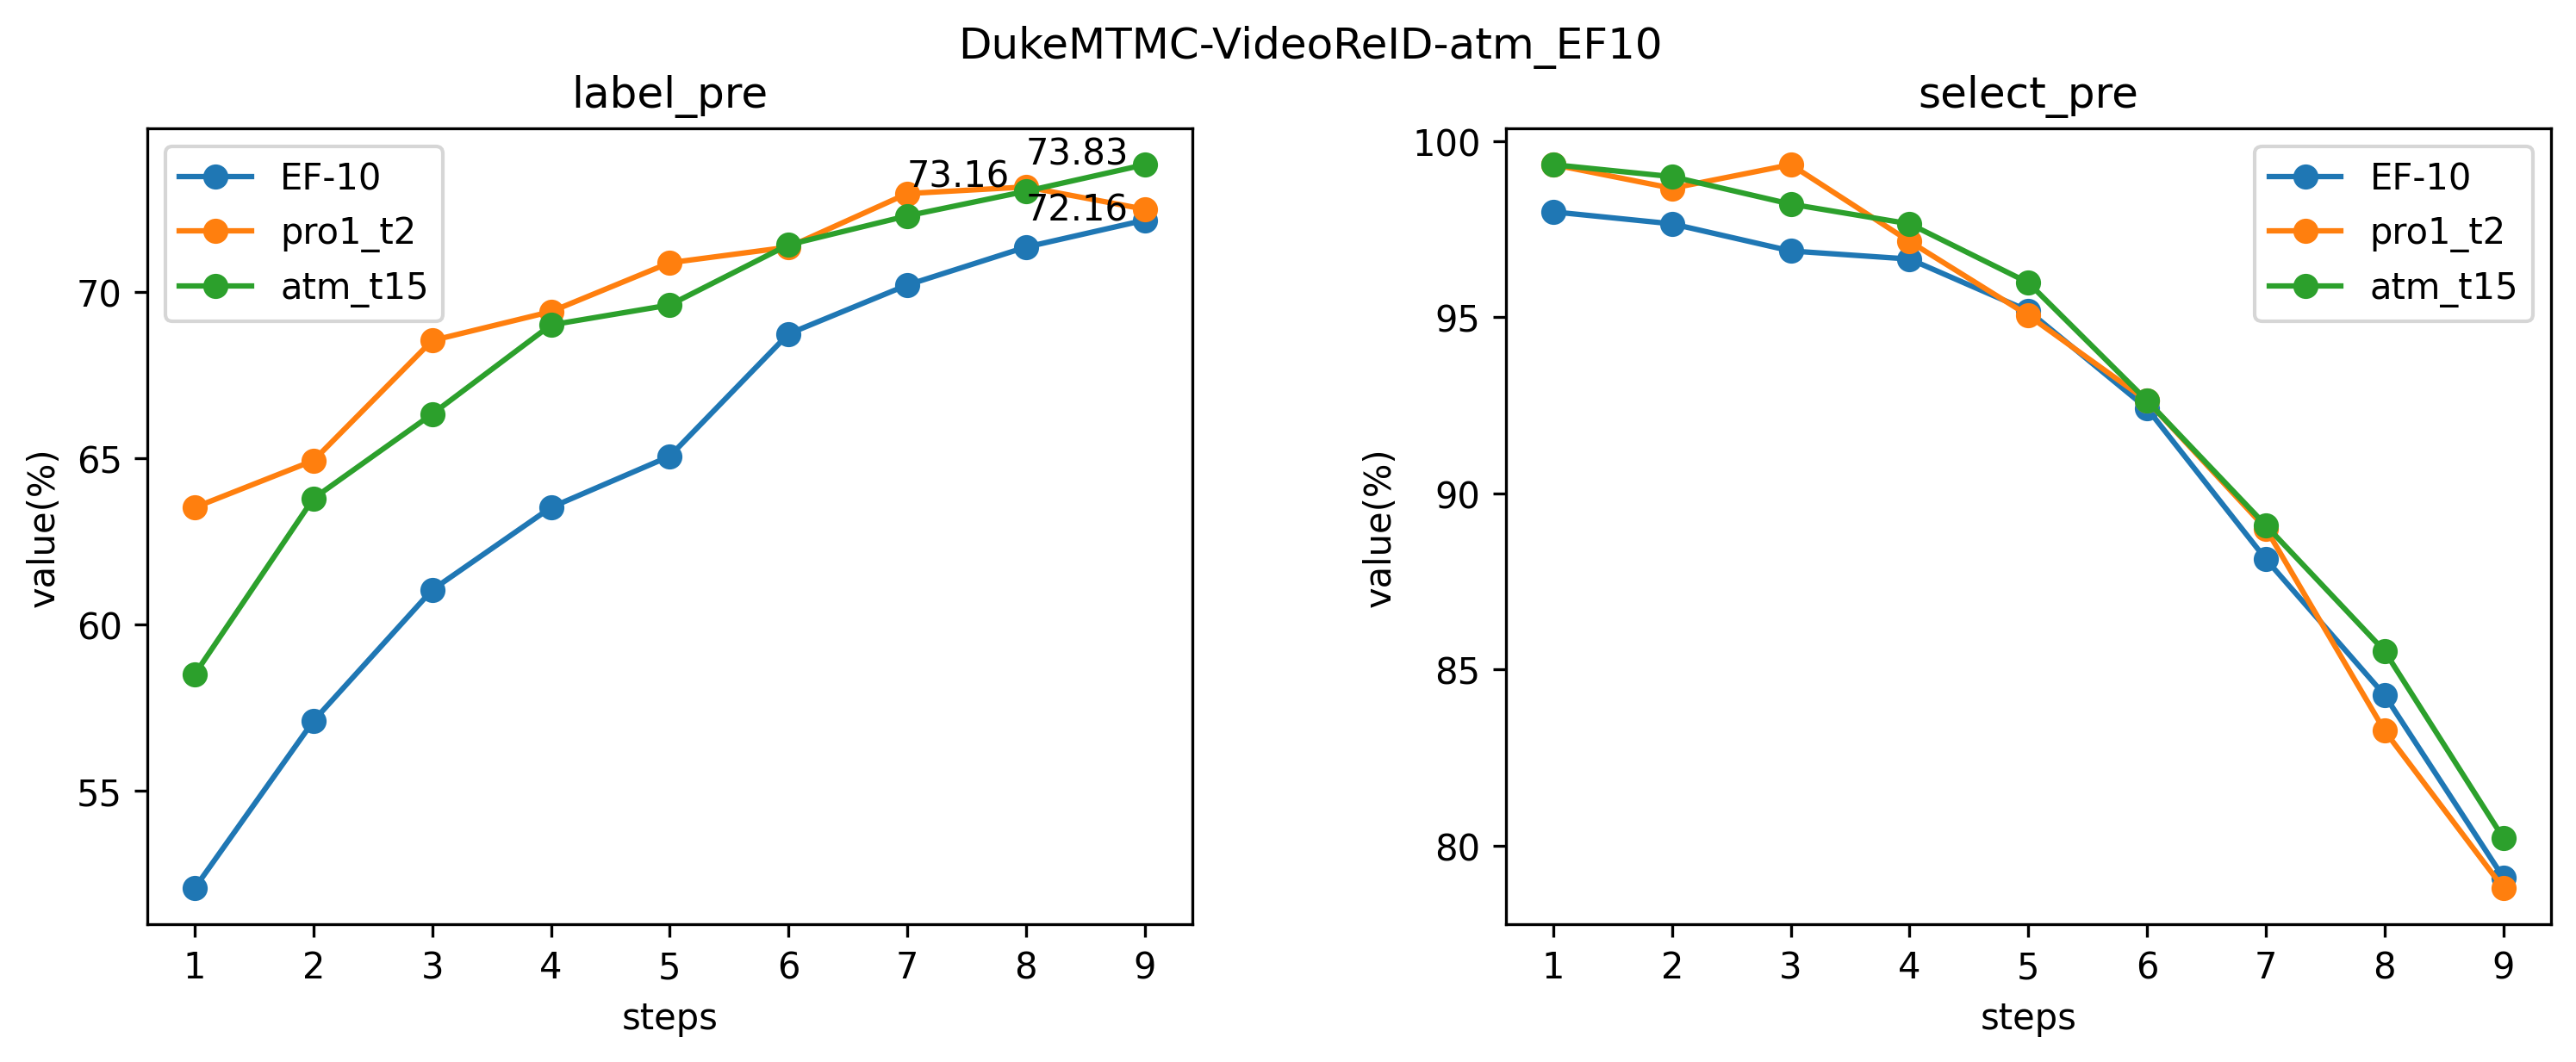 DukeMTMC-VideoReID-atm_EF10
label_pre
EF-10
pro1_t2
atm_t15
73.16
73.83
72.16
70
65
60
55
value(%)
1 2 3 4 5 6 7 8 9
steps
select_pre
EF-10
pro1_t2
atm_t15
100
95
90
85
80
value(%)
1 2 3 4 5 6 7 8 9
steps